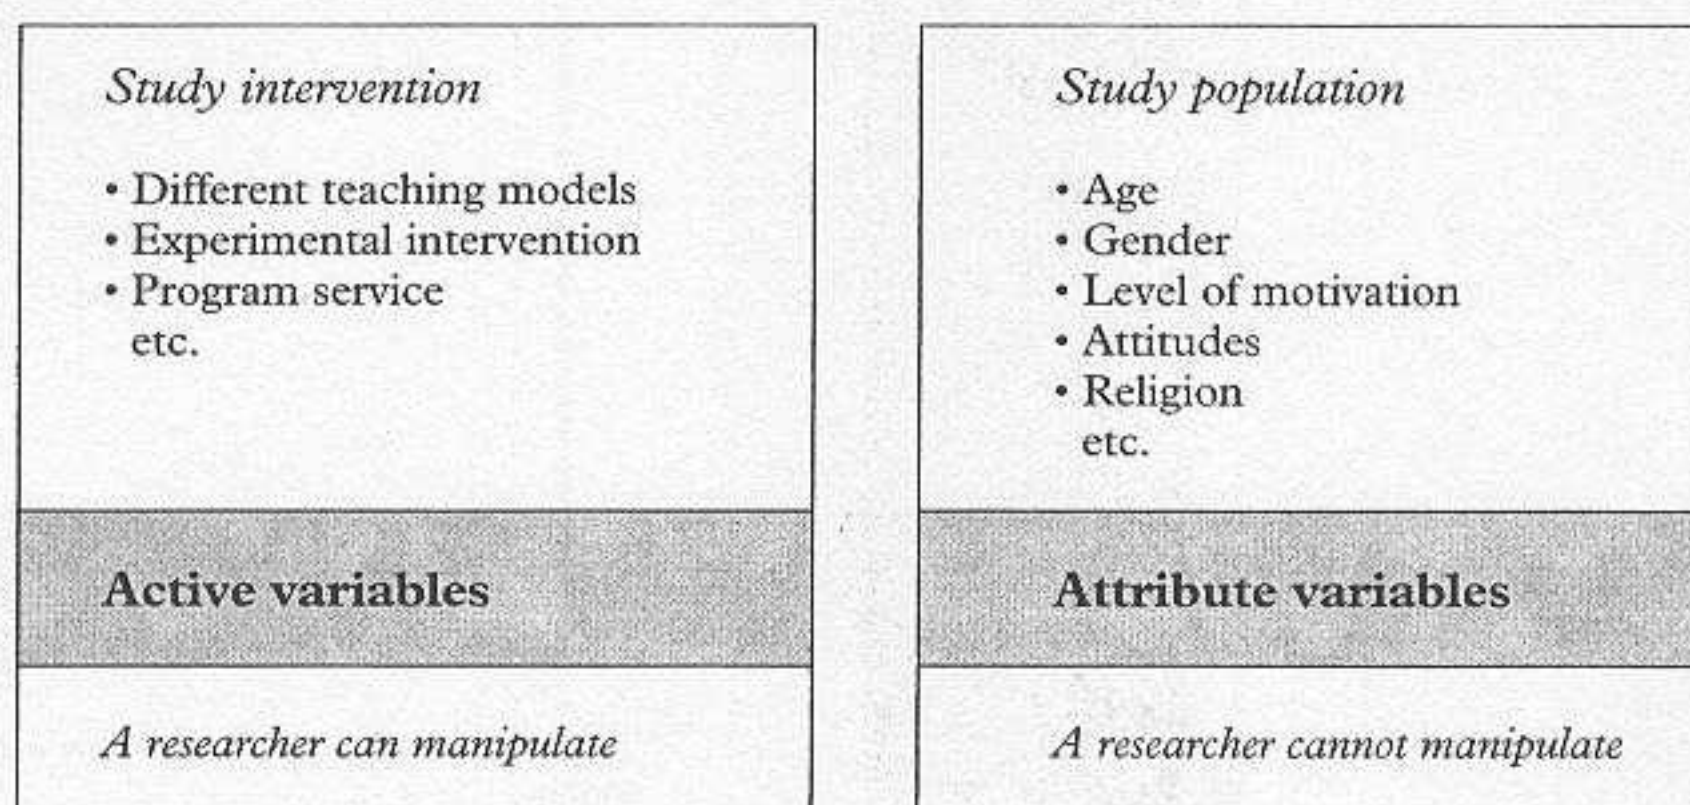 Study intervention
• Different teaching models
• Experimental intervention
• Program service
etc.
Active variables
A researcher can manipulate
Study population
• Age
• Gender
• Level of motivation
• Attitudes
• Religion
etc.
Attribute variables
A researcher cannot manipulate